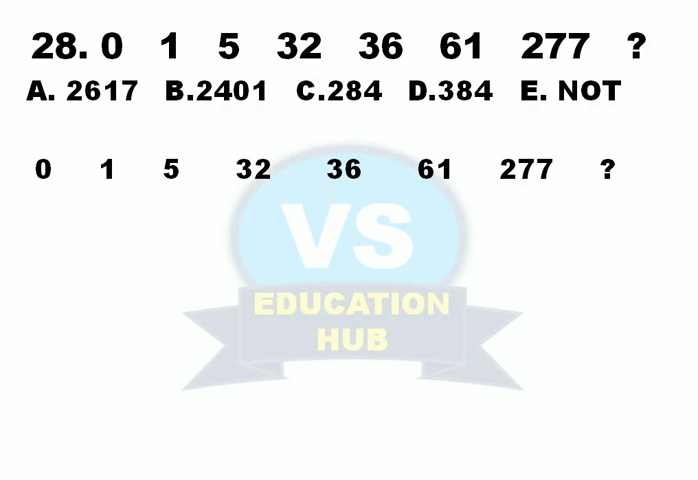 28. 0 1 5 32 36 61 277 ?
A. 2617 B.2401 C.284 D.384 E. NOT
0 1 5 32 36 61 277 ?
VS
EDUCATION
HUB